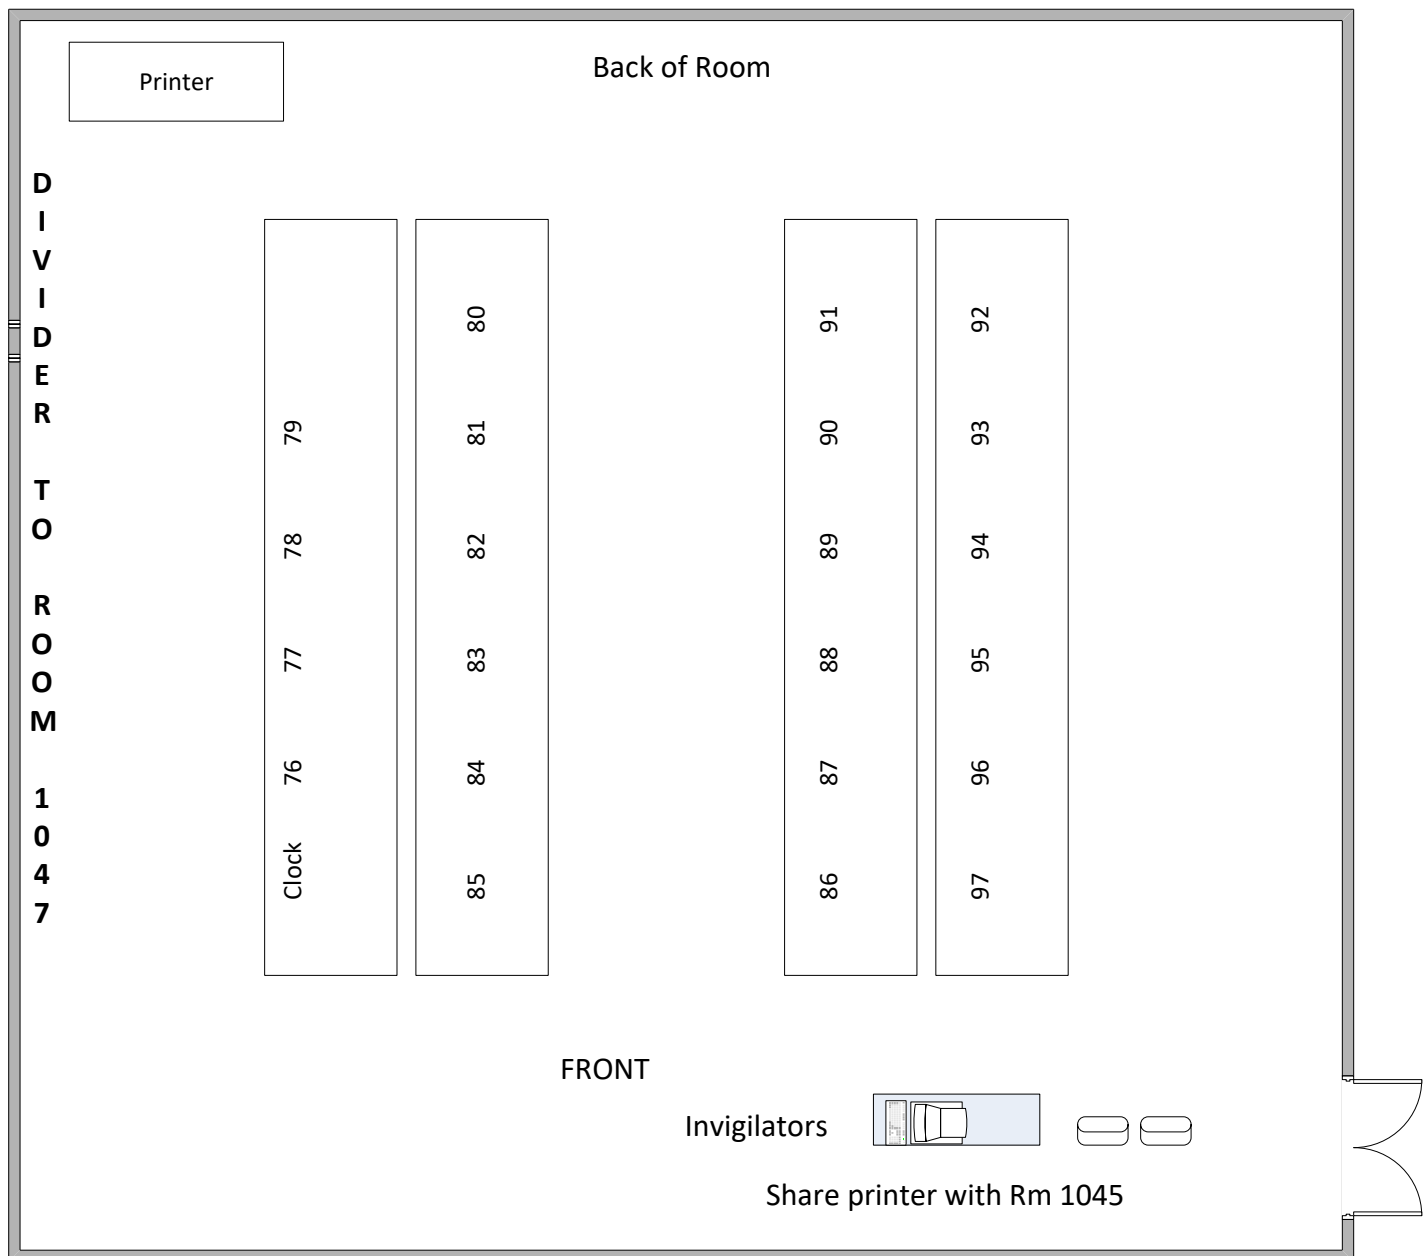 Back of Room
Printer
DIVIDER TO ROOM 1047
80 91 92
79 81 90 93
78 82 89 94
77 83 88 95
76 84 87 96
Clock 85 86 97
FRONT
Invigilators
Share printer with Rm 1045